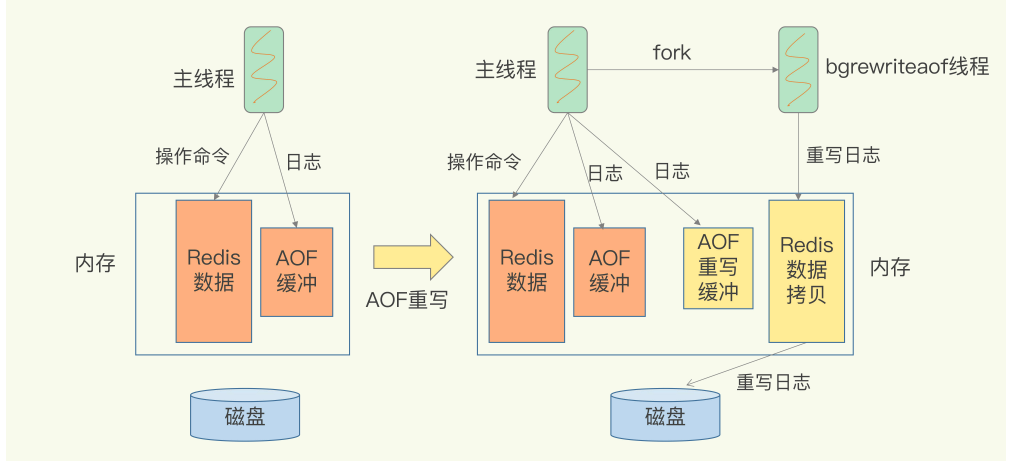 主线程
操作命令
日志
内存
Redis
数据
AOF
缓冲
磁盘
AOF重写
主线程
fork
bgrewriteaof线程
操作命令
日志
日志
重写日志
Redis
数据
AOF
缓冲
AOF
重写
缓冲
Redis
数据
拷贝
内存
重写日志
磁盘